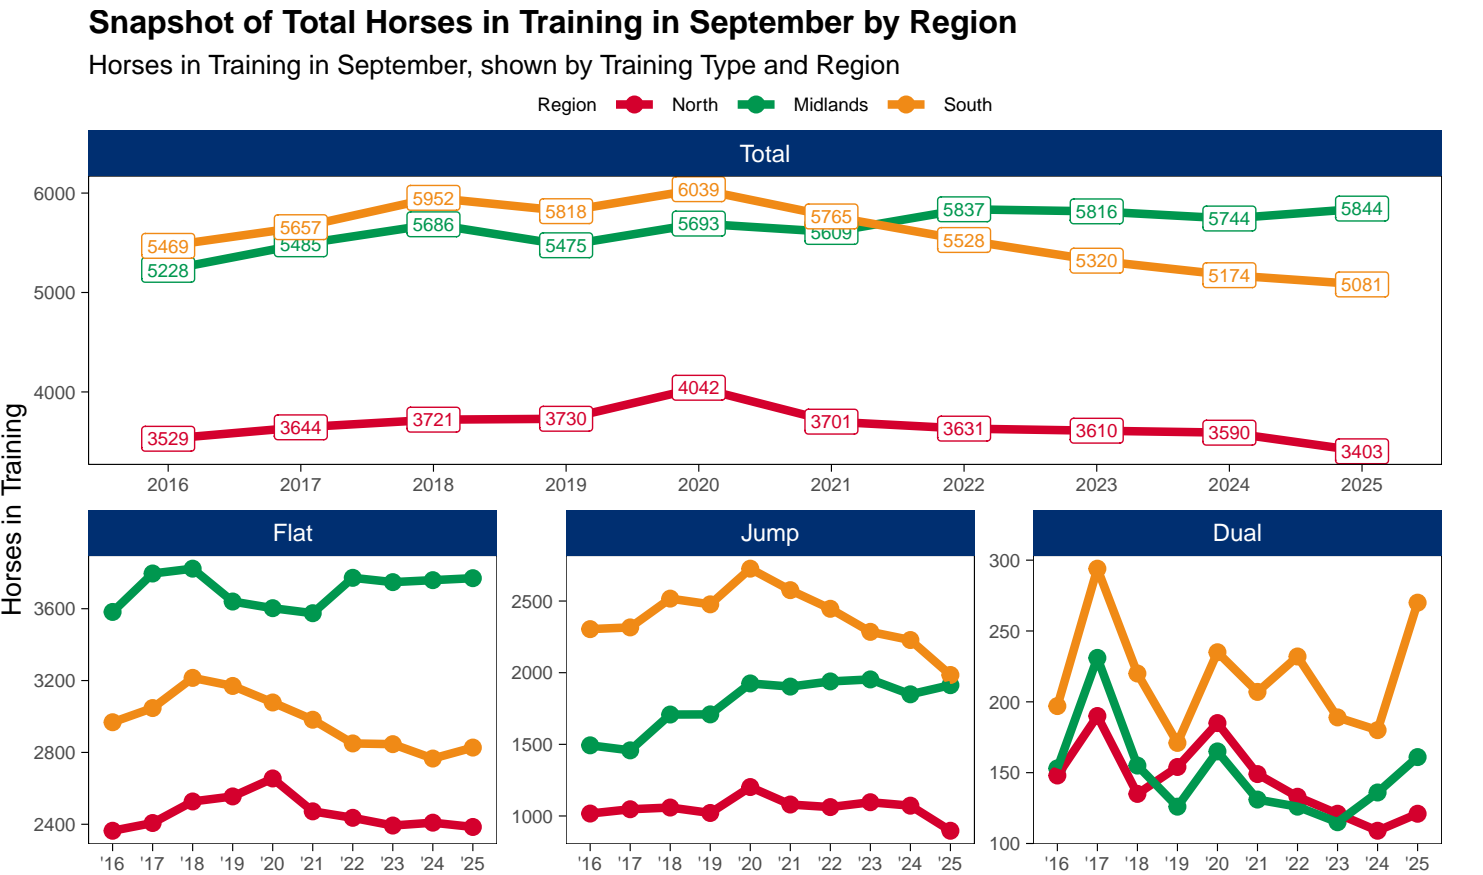 Snapshot of Total Horses in Training in September by Region
Horses in Training in September, shown by Training Type and Region
Region North Midlands South
Total
Horses in Training
6000
5000
4000
5469 5657 5952 5818 6039 5765 5528 5320 5174 5081
5228 5485 5686 5475 5693 5609 5837 5816 5744 5844
3529 3644 3721 3730 4042 3701 3631 3610 3590 3403
2016 2017 2018 2019 2020 2021 2022 2023 2024 2025
Flat
3600
3200
2800
2400
'16 '17 '18 '19 '20 '21 '22 '23 '24 '25
Jump
2500
2000
1500
1000
'16 '17 '18 '19 '20 '21 '22 '23 '24 '25
Dual
300
250
200
150
100
'16 '17 '18 '19 '20 '21 '22 '23 '24 '25